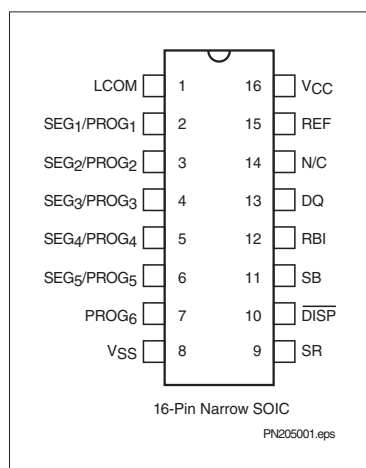 LCOM 1 16 VCC
SEG1/PROG1 2 15 REF
SEG2/PROG2 3 14 N/C
SEG3/PROG3 4 13 DQ
SEG4/PROG4 5 12 RBI
SEG5/PROG5 6 11 SB
PROG6 7 10 DISP
VSS 8 9 SR
16-Pin Narrow SOIC
PN205001.eps